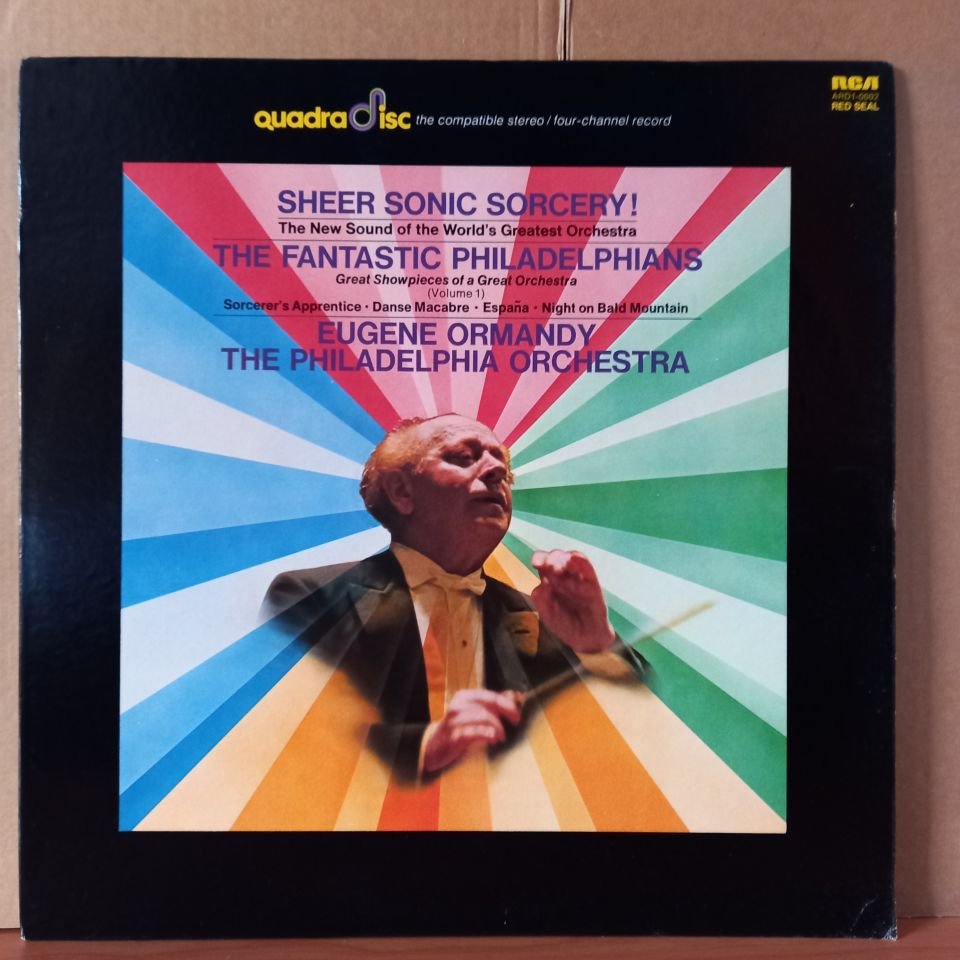 quadradisc the compatible stereo / four-channel record
RCA
ARD1-0002
RED SEAL
SHEER SONIC SORCERY!
The New Sound of the World's Greatest Orchestra
THE FANTASTIC PHILADELPHIANS
Great Showpieces of a Great Orchestra
(Volume 1)
Sorcerer's Apprentice · Danse Macabre · España · Night on Bald Mountain
EUGENE ORMANDY
THE PHILADELPHIA ORCHESTRA